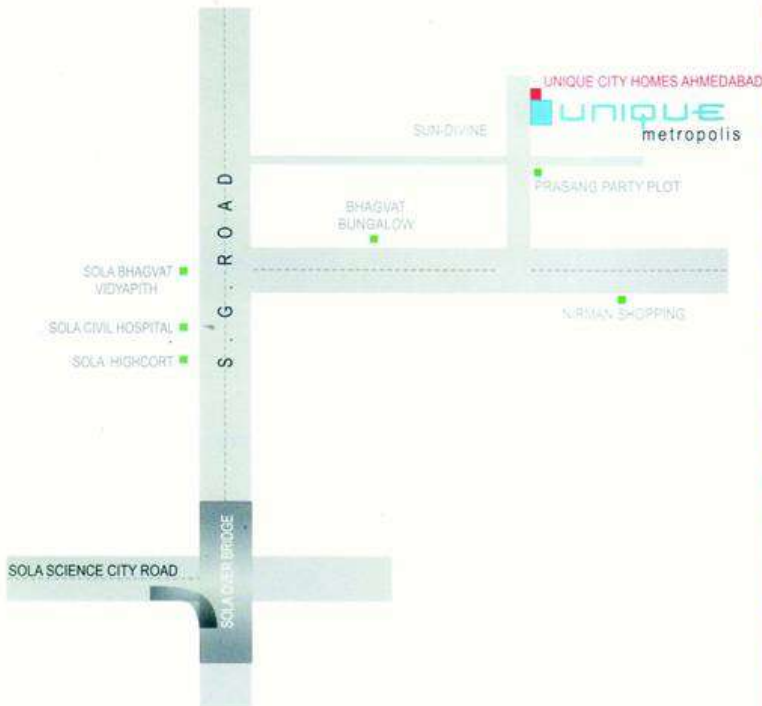 UNIQUE CITY HOMES AHMEDABAD
UNIQUE
metropolis
SUN-DIVINE
PRASANG PARTY PLOT
BHAGVAT
BUNGALOW
S.G.ROAD
SOLA BHAGVAT
VIDYAPITH
NIRMAN SHOPPING
SOLA CIVIL HOSPITAL
SOLA HIGHCORT
SOLA OVER BRIDGE
SOLA SCIENCE CITY ROAD